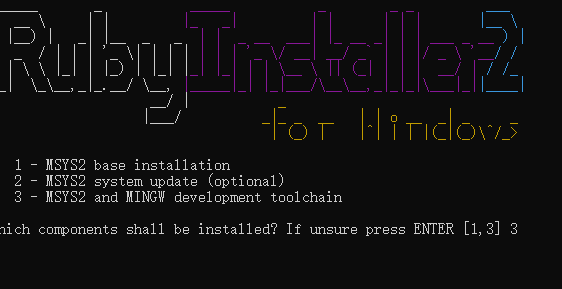 RubyInstaller2
for Windows
1 - MSYS2 base installation
2 - MSYS2 system update (optional)
3 - MSYS2 and MINGW development toolchain
hich components shall be installed? If unsure press ENTER [1,3] 3